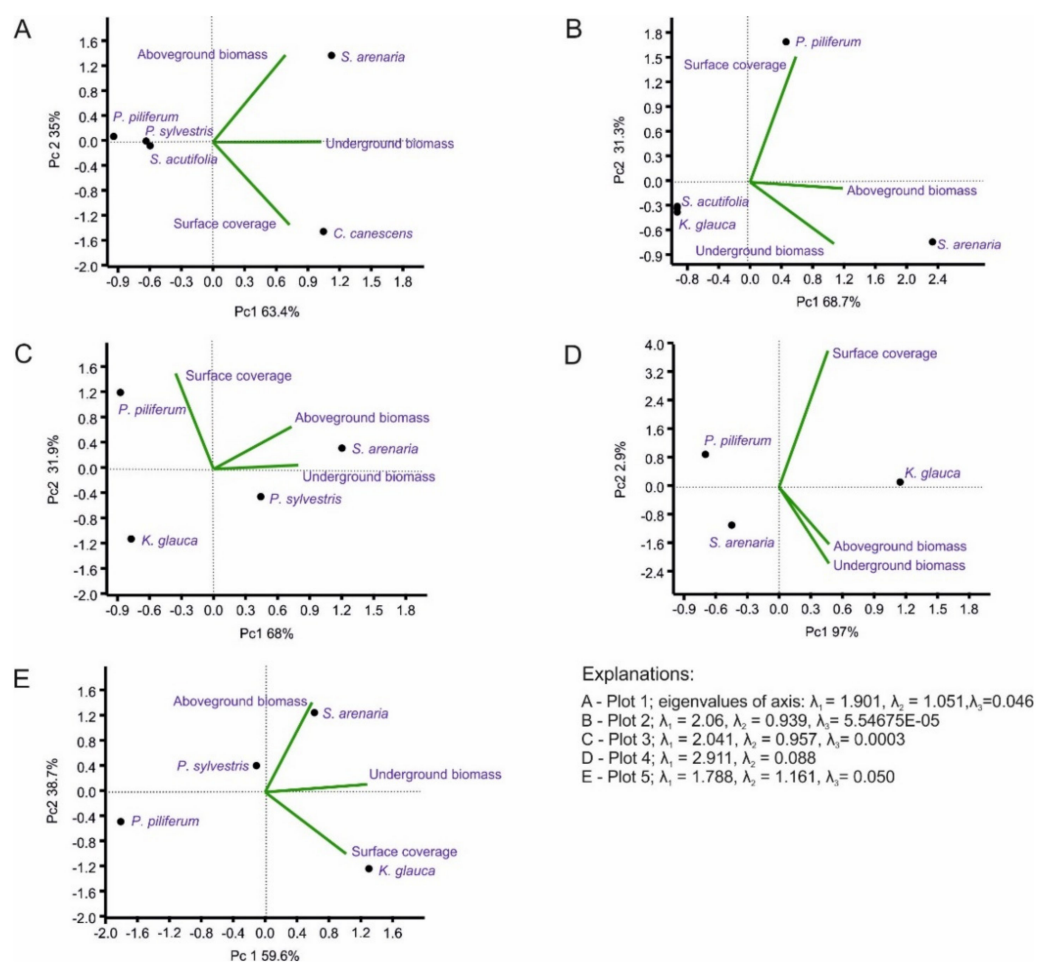 A
1.6
1.2
0.8
0.4
0.0
-0.4
-0.8
-1.2
-1.6
-2.0
Pc 2 35%
Aboveground biomass
S. arenaria
P. piliferum
P. sylvestris
S. acutifolia
Underground biomass
Surface coverage
C. canescens
-0.9 -0.6 -0.3 0.0 0.3 0.6 0.9 1.2 1.5 1.8
Pc1 63.4%
B
1.8
1.5
1.2
0.9
0.6
0.3
0.0
-0.3
-0.6
-0.9
Pc2 31.3%
P. piliferum
Surface coverage
Aboveground biomass
S. acutifolia
K. glauca
Underground biomass
S. arenaria
-0.8 -0.4 0.0 0.4 0.8 1.2 1.6 2.0 2.4
Pc1 68.7%
C
1.6
1.2
0.8
0.4
0.0
-0.4
-0.8
-1.2
-1.6
-2.0
Pc2 31.9%
Surface coverage
P. piliferum
Aboveground biomass
S. arenaria
Underground biomass
P. sylvestris
K. glauca
-0.9 -0.6 -0.3 0.0 0.3 0.6 0.9 1.2 1.5 1.8
Pc1 68%
D
4.0
3.2
2.4
1.6
0.8
0.0
-0.8
-1.6
-2.4
Pc2 2.9%
Surface coverage
P. piliferum
K. glauca
S. arenaria
Aboveground biomass
Underground biomass
-0.9 -0.6 -0.3 0.0 0.3 0.6 0.9 1.2 1.5 1.8
Pc1 97%
E
1.6
1.2
0.8
0.4
0.0
-0.4
-0.8
-1.2
-1.6
-2.0
Pc2 38.7%
Aboveground biomass
S. arenaria
P. sylvestris
Underground biomass
P. piliferum
Surface coverage
K. glauca
-2.0 -1.6 -1.2 -0.8 -0.4 0.0 0.4 0.8 1.2 1.6
Pc 1 59.6%
Explanations:
A - Plot 1; eigenvalues of axis: λ₁ = 1.901, λ₂ = 1.051,λ₃=0.046
B - Plot 2; λ₁ = 2.06, λ₂ = 0.939, λ₃= 5.54675E-05
C - Plot 3; λ₁ = 2.041, λ₂ = 0.957, λ₃= 0.0003
D - Plot 4; λ₁ = 2.911, λ₂ = 0.088
E - Plot 5; λ₁ = 1.788, λ₂ = 1.161, λ₃= 0.050